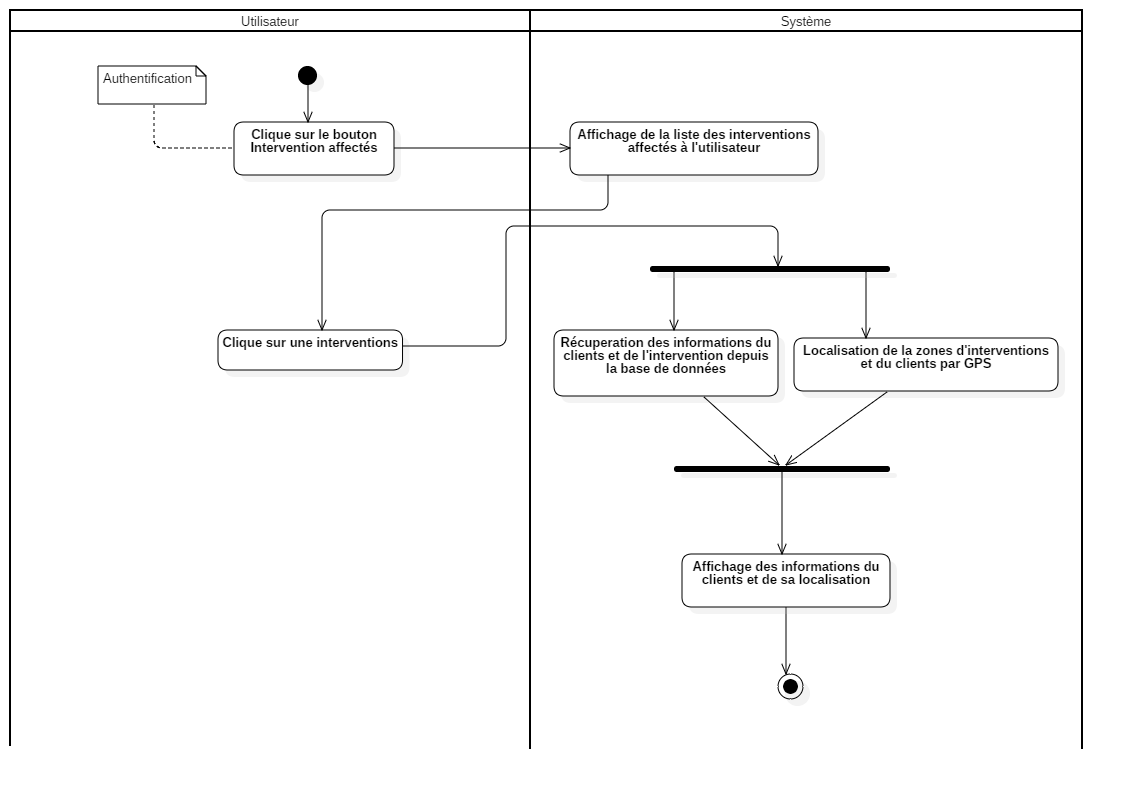 Utilisateur
Système
Authentification
Clique sur le bouton
Intervention affectés
Affichage de la liste des interventions
affectés à l'utilisateur
Clique sur une interventions
Récuperation des informations du
clients et de l'intervention depuis
la base de données
Localisation de la zones d'interventions
et du clients par GPS
Affichage des informations du
clients et de sa localisation